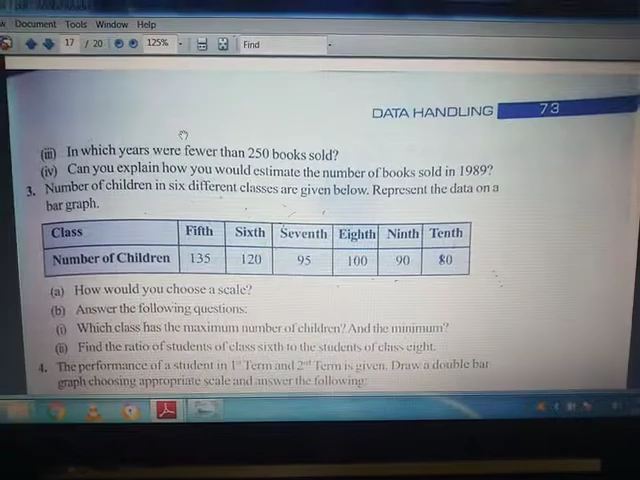 w Document Tools Window Help
17 / 20 125% Find
DATA HANDLING 73
(iii) In which years were fewer than 250 books sold?
(iv) Can you explain how you would estimate the number of books sold in 1989?
3. Number of children in six different classes are given below. Represent the data on a
bar graph.
Class Fifth Sixth Seventh Eighth Ninth Tenth
Number of Children 135 120 95 100 90 80
(a) How would you choose a scale?
(b) Answer the following questions:
(i) Which class has the maximum number of children? And the minimum?
(ii) Find the ratio of students of class sixth to the students of class eight.
4. The performance of a student in 1st Term and 2nd Term is given. Draw a double bar
graph choosing appropriate scale and answer the following: